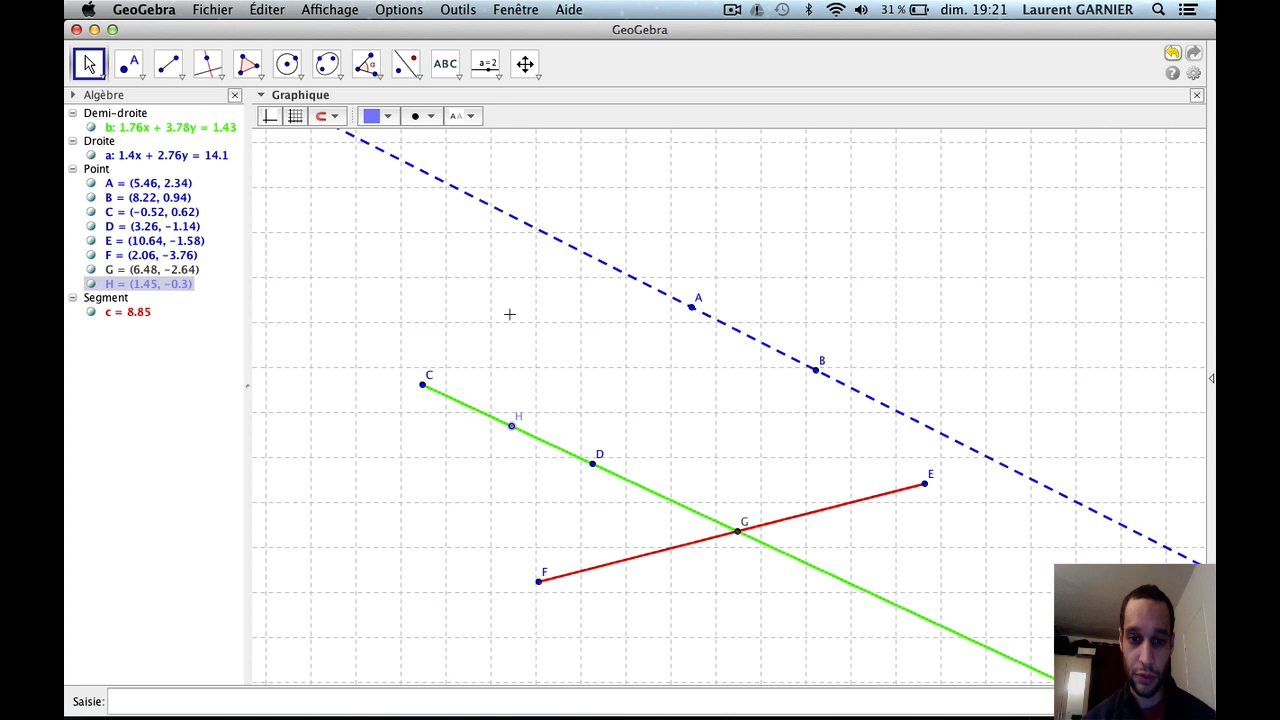 GeoGebra Fichier Éditer Affichage Options Outils Fenêtre Aide 31 % dim. 19:21 Laurent GARNIER
GeoGebra
A ABC a=2
Algèbre Graphique
Demi-droite
b: 1.76x + 3.78y = 1.43
Droite
a: 1.4x + 2.76y = 14.1
Point
A = (5.46, 2.34)
B = (8.22, 0.94)
C = (-0.52, 0.62)
D = (3.26, -1.14)
E = (10.64, -1.58)
F = (2.06, -3.76)
G = (6.48, -2.64)
H = (1.45, -0.3)
Segment
c = 8.85
AA
A
B
C
H
D
E
G
F
Saisie: